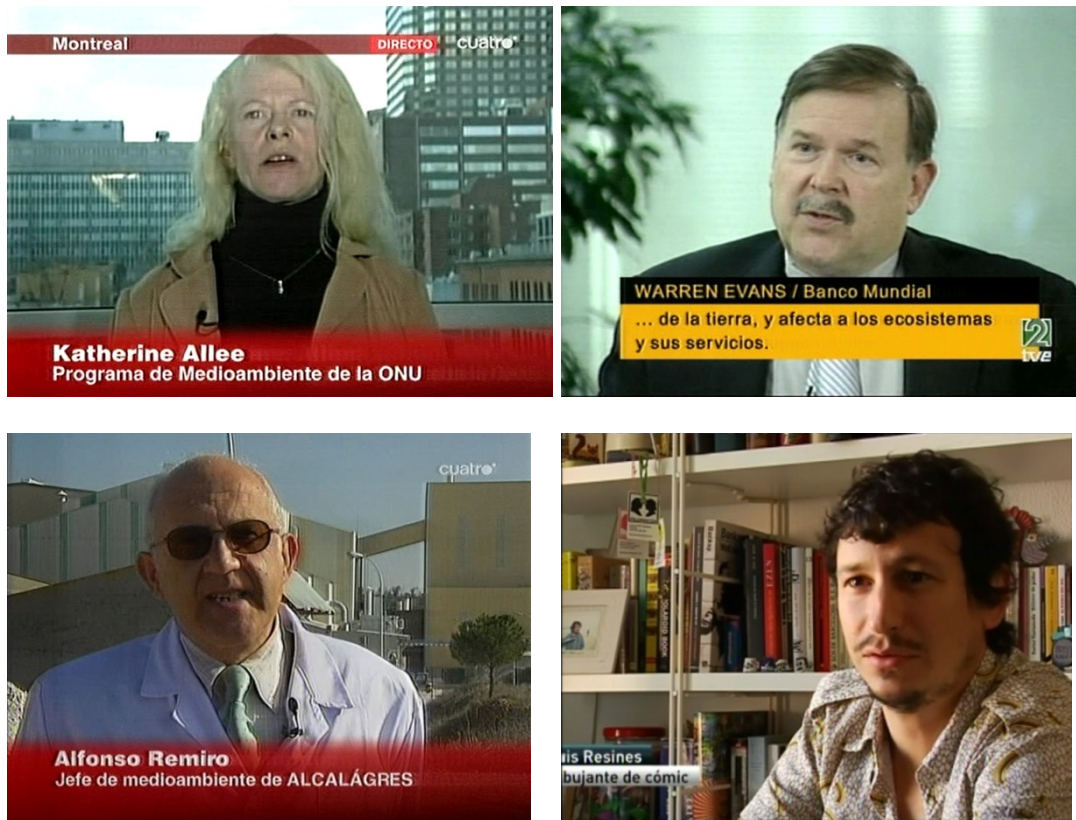 Montreal
DIRECTO
cuatro
Katherine Allee
Programa de Medioambiente de la ONU
WARREN EVANS / Banco Mundial
... de la tierra, y afecta a los ecosistemas
y sus servicios.
2
tve
cuatro
Alfonso Remiro
Jefe de medioambiente de ALCALÁGRES
uis Resines
bujante de cómic